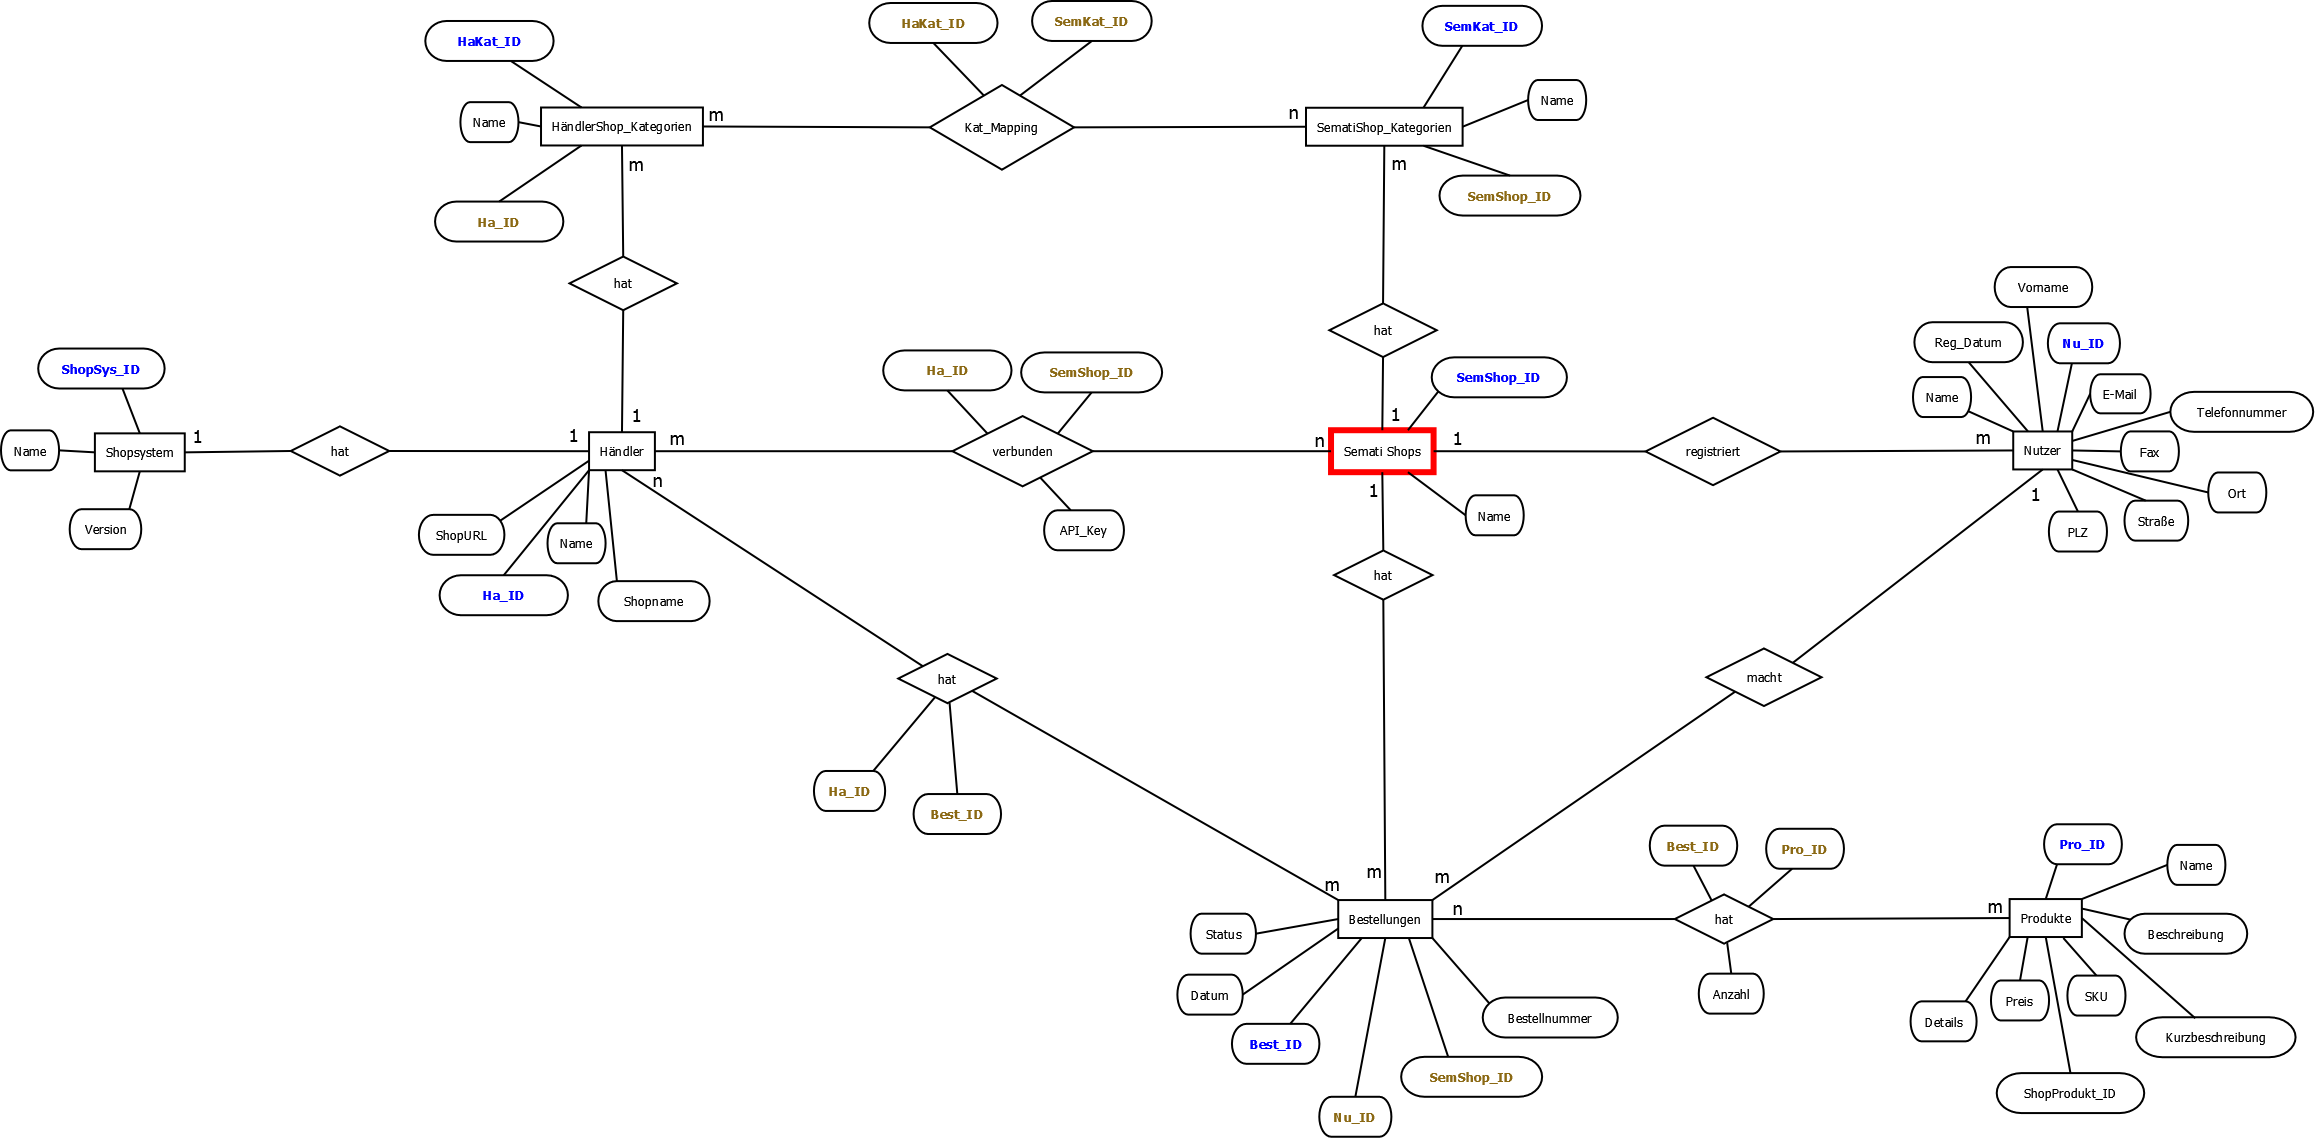 HaKat_ID
SemKat_ID
SemKat_ID
HaKat_ID
Name
Name
m
n
HändlerShop_Kategorien
Kat_Mapping
SematiShop_Kategorien
m
m
SemShop_ID
Ha_ID
hat
Vorname
hat
Reg_Datum
Nu_ID
ShopSys_ID
Ha_ID
SemShop_ID
SemShop_ID
E-Mail
Name
Telefonnummer
1
1
1
1
m
n
1
m
Name
Shopsystem
hat
Händler
verbunden
Semati Shops
registriert
Nutzer
Fax
n
1
1
Ort
Version
ShopURL
Name
API_Key
Name
PLZ
Straße
hat
Ha_ID
Shopname
hat
macht
Ha_ID
Best_ID
Best_ID
Pro_ID
Pro_ID
Name
m
m
m
n
m
Bestellungen
hat
Produkte
Status
Beschreibung
Datum
Anzahl
Preis
SKU
Bestellnummer
Details
Kurzbeschreibung
Best_ID
SemShop_ID
ShopProdukt_ID
Nu_ID